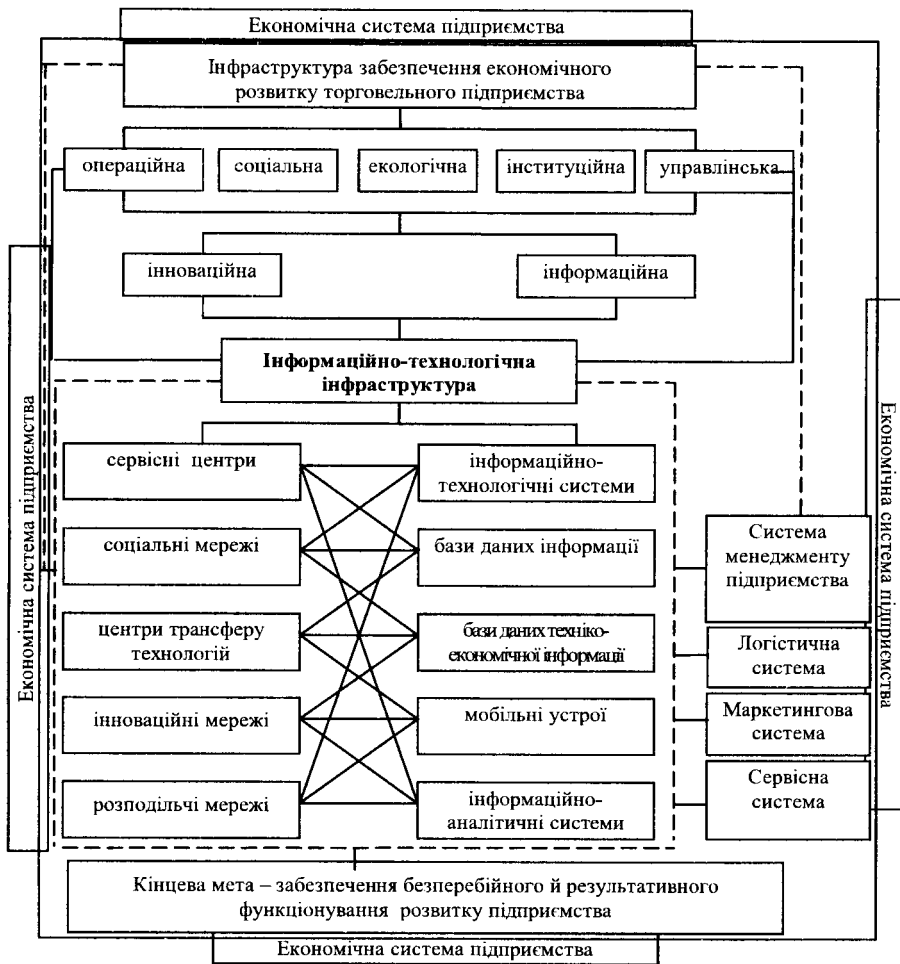 Економічна система підприємства
Інфраструктура забезпечення економічного
розвитку торговельного підприємства
операційна
соціальна
екологічна
інституційна
управлінська
інноваційна
інформаційна
Інформаційно-технологічна
інфраструктура
Економічна система підприємства
Економічна система підприємства
сервісні центри
інформаційно-
технологічні системи
соціальні мережі
бази даних інформації
центри трансферу
технологій
бази даних техніко-
економічної інформації
інноваційні мережі
мобільні устрої
розподільчі мережі
інформаційно-
аналітичні системи
Система
менеджменту
підприємства
Логістична
система
Маркетингова
система
Сервісна
система
Кінцева мета – забезпечення безперебійного й результативного
функціонування розвитку підприємства
Економічна система підприємства